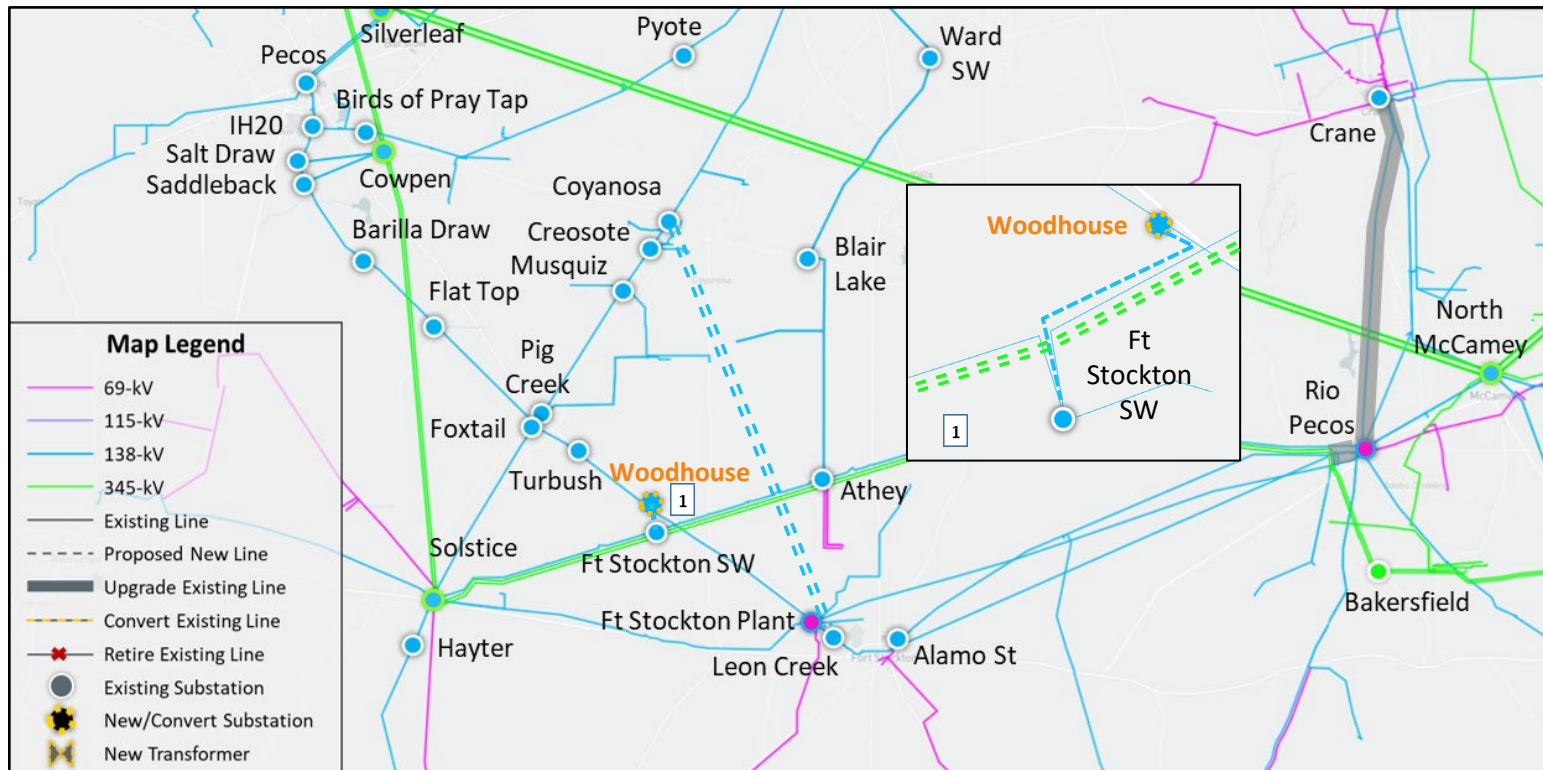 Silverleaf
Pecos
Pyote
Ward
SW
Birds of Pray Tap
IH20
Salt Draw
Saddleback
Cowpen
Crane
Coyanosa
Creosote
Musquiz
Barilla Draw
Blair
Lake
Flat Top
Woodhouse
Ft
Stockton
SW
1
North
McCamey
McCamey
Map Legend
69-kV
115-kV
138-kV
345-kV
Existing Line
Proposed New Line
Upgrade Existing Line
Convert Existing Line
Retire Existing Line
Existing Substation
New/Convert Substation
New Transformer
Pig
Creek
Foxtail
Turbush
Woodhouse
1
Athey
Rio
Pecos
Solstice
Ft Stockton SW
Bakersfield
Ft Stockton Plant
Hayter
Leon Creek
Fort Stockton
Alamo St